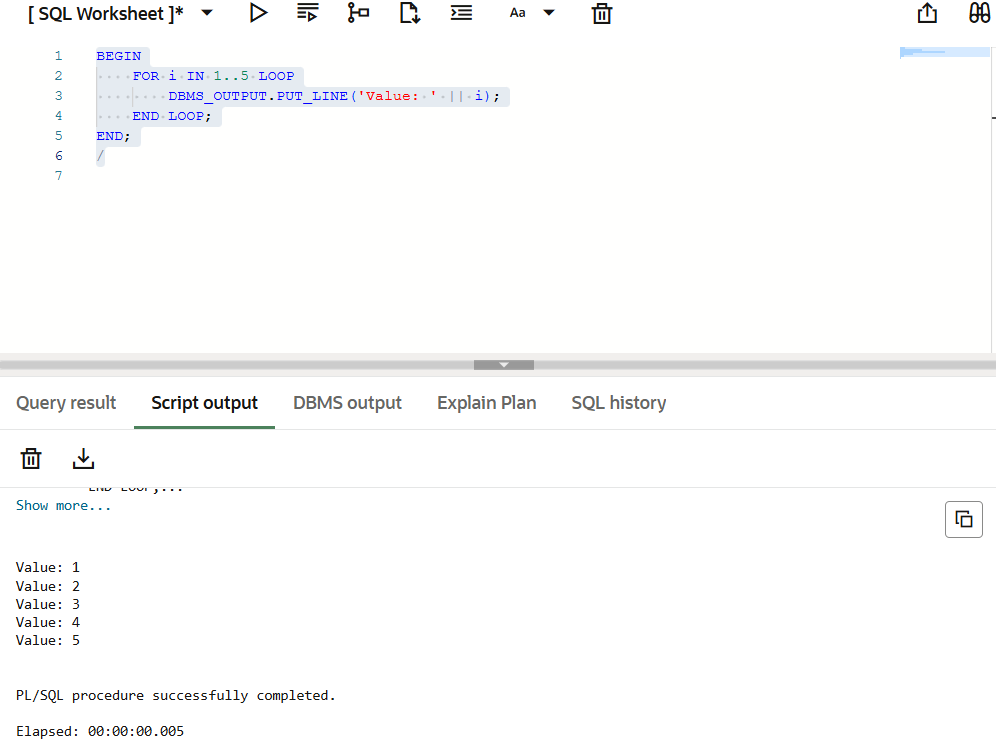 [ SQL Worksheet ]*
Aa
1 BEGIN
2 ····FOR·i·IN·1..5·LOOP
3 ········DBMS_OUTPUT.PUT_LINE('Value:·'·||·i);
4 ····END·LOOP;
5 END;
6 /
7
Query result Script output DBMS output Explain Plan SQL history
END LOOP;...
Show more...
Value: 1
Value: 2
Value: 3
Value: 4
Value: 5
PL/SQL procedure successfully completed.
Elapsed: 00:00:00.005